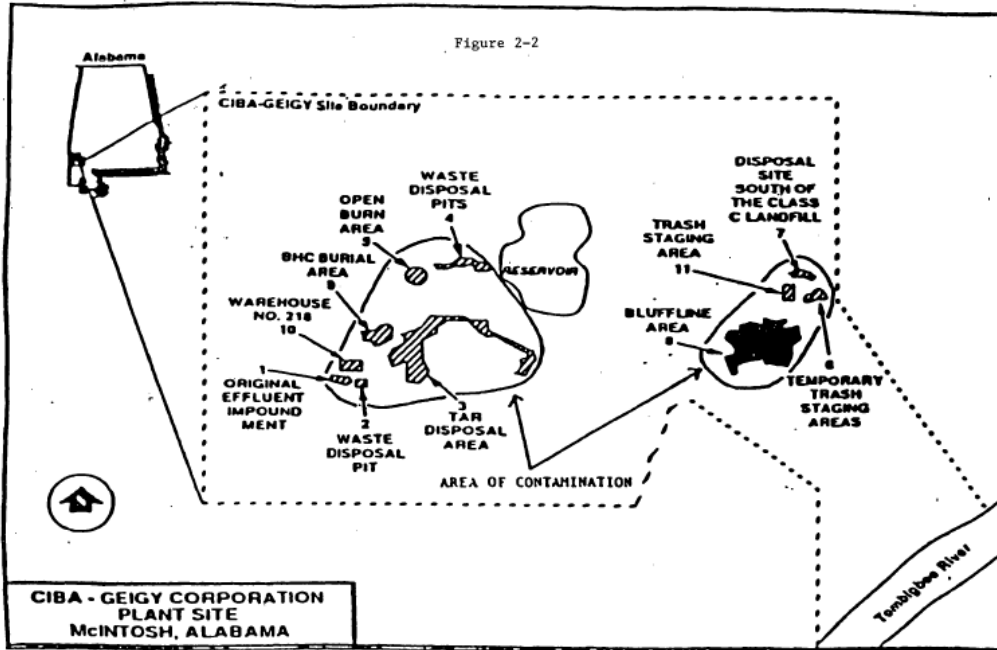 Figure 2-2
Alabama
CIBA-GEIGY Site Boundary
WASTE
DISPOSAL
PITS
4
OPEN
BURN
AREA
5
BHC BURIAL
AREA
WAREHOUSE
NO. 218
10
1
ORIGINAL
EFFLUENT
IMPOUND
MENT
2
WASTE
DISPOSAL
PIT
3
TAR
DISPOSAL
AREA
RESERVOIR
DISPOSAL
SITE
SOUTH OF
THE CLASS
C LANDFILL
7
TRASH
STAGING
AREA
11
BLUFFLINE
AREA
8
6
TEMPORARY
TRASH
STAGING
AREAS
AREA OF CONTAMINATION
Tombigbee River
CIBA - GEIGY CORPORATION
PLANT SITE
McINTOSH, ALABAMA